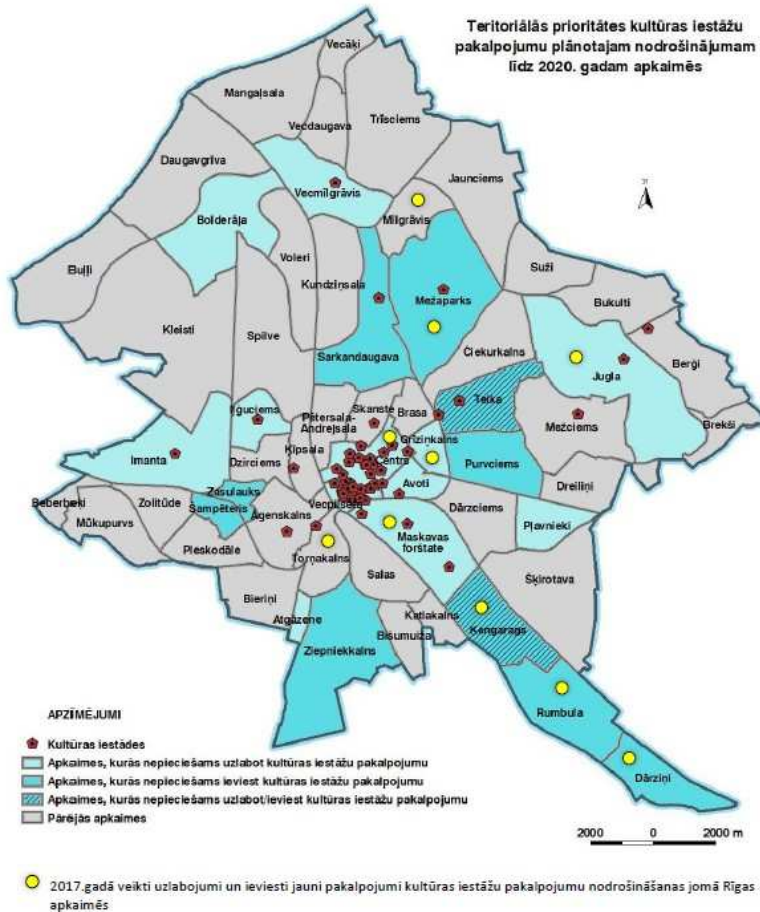 Teritoriālās prioritātes kultūras iestāžu
pakalpojumu plānotajam nodrošinājumam
līdz 2020. gadam apkaimēs
Vecāķi
Mangaļsala
Vecdaugava
Trīsciems
Daugavgrīva
Vecmīlgrāvis
Jaunciems
Mīlgrāvis
Bolderāja
Voleri
Buļļi
Kundziņsala
Suži
Mežaparks
Bukulti
Kleisti
Spilve
Sarkandaugava
Čiekurkalns
Jugla
Berģi
Iļģuciems
Pētersala-
Andrejsala
Skanste
Brasa
Teika
Mežciems
Brekši
Imanta
Dzirciems
Ķīpsala
Centrs
Grīziņkalns
Purvciems
Dreiliņi
Beberbeķi
Zolitūde
Zasulauks
Avoti
Mūkupurvs
Sampēteris
Āgenskalns
Vecpilsēta
Dārzciems
Pļavnieki
Pleskodāle
Maskavas
forštate
Torņakalns
Salas
Šķirotava
Bieriņi
Atgāzene
Katlakalns
Ķengarags
Bišumuiža
Ziepniekkalns
Rumbula
Dārziņi
APZĪMĒJUMI
Kultūras iestādes
Apkaimes, kurās nepieciešams uzlabot kultūras iestāžu pakalpojumu
Apkaimes, kurās nepieciešams ieviest kultūras iestāžu pakalpojumu
Apkaimes, kurās nepieciešams uzlabot/ieviest kultūras iestāžu pakalpojumu
Pārējās apkaimes
2000 0 2000 m
2017.gadā veikti uzlabojumi un ieviesti jauni pakalpojumi kultūras iestāžu pakalpojumu nodrošināšanas jomā Rīgas
apkaimēs